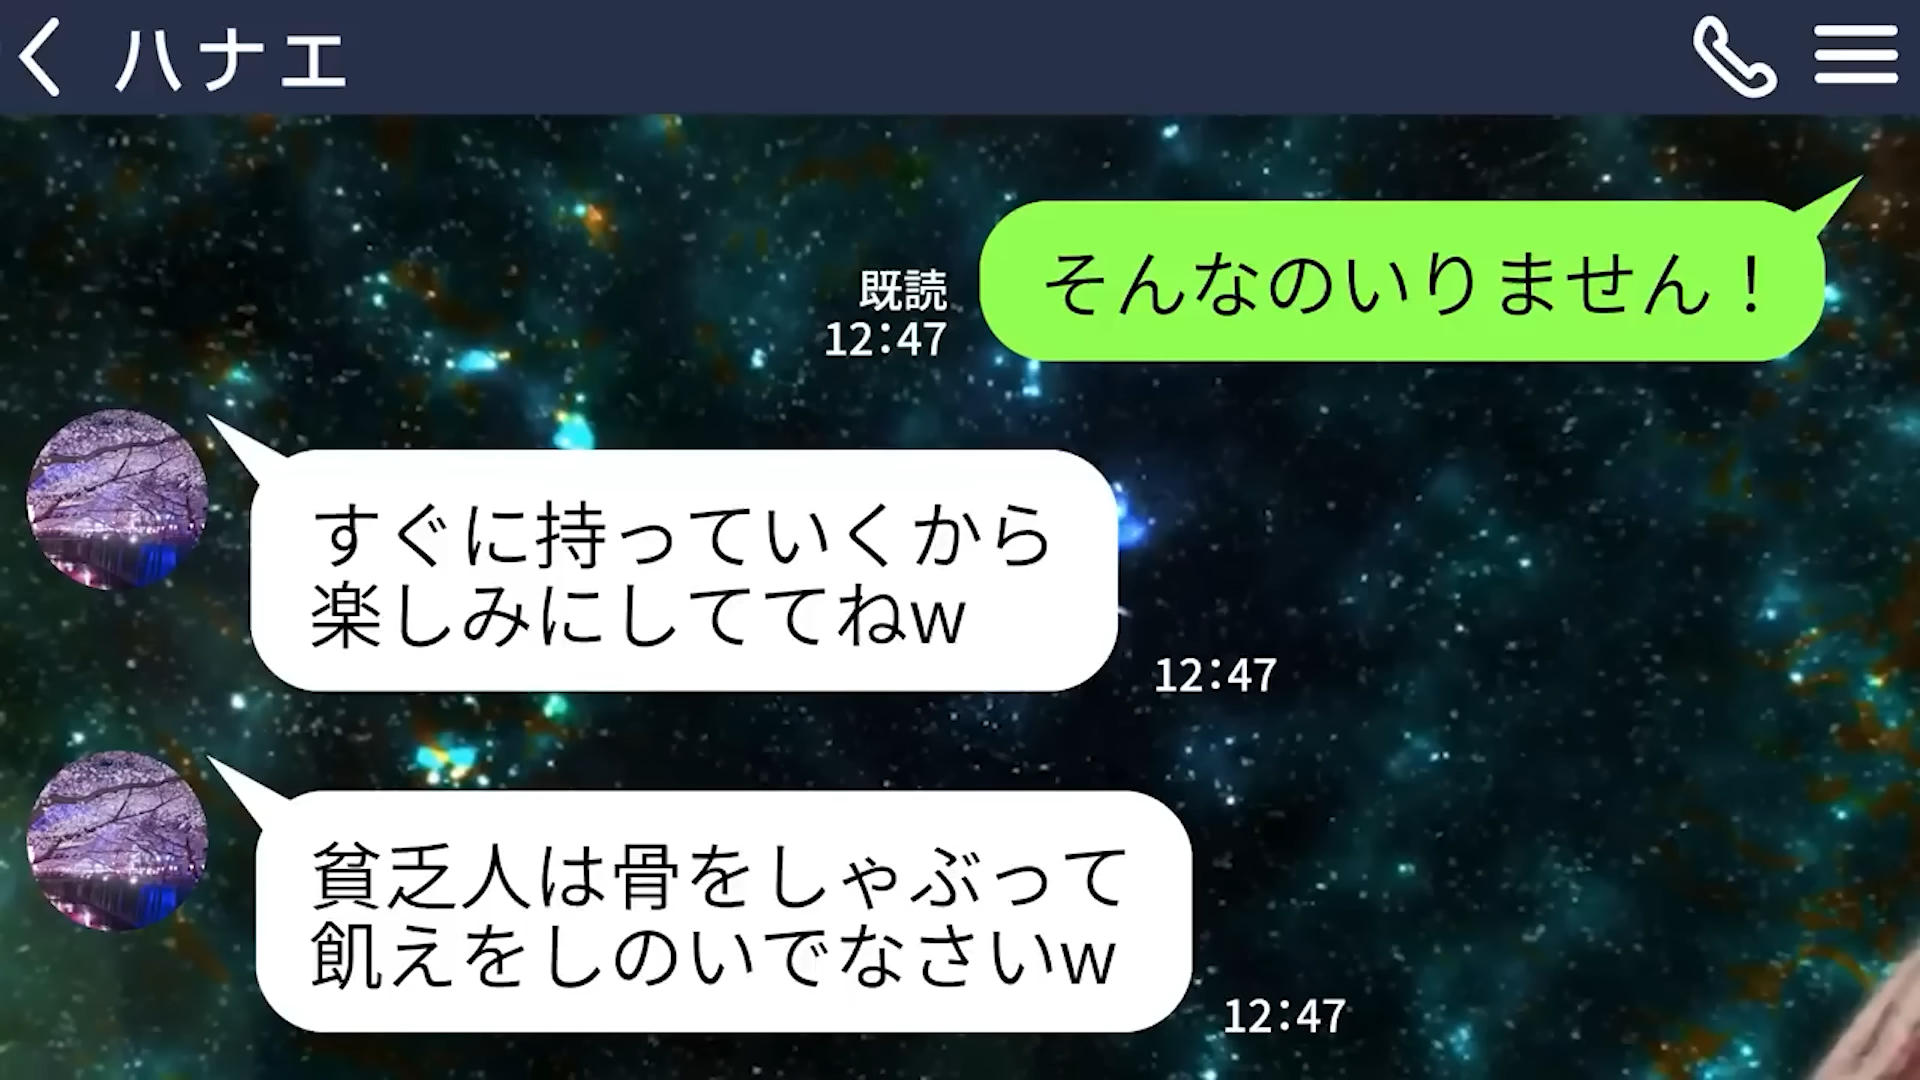 ハナエ
そんなのいりません！
既読
12:47
すぐに持っていくから
楽しみにしててねw
12:47
貧乏人は骨をしゃぶって
飢えをしのいでなさいw
12:47